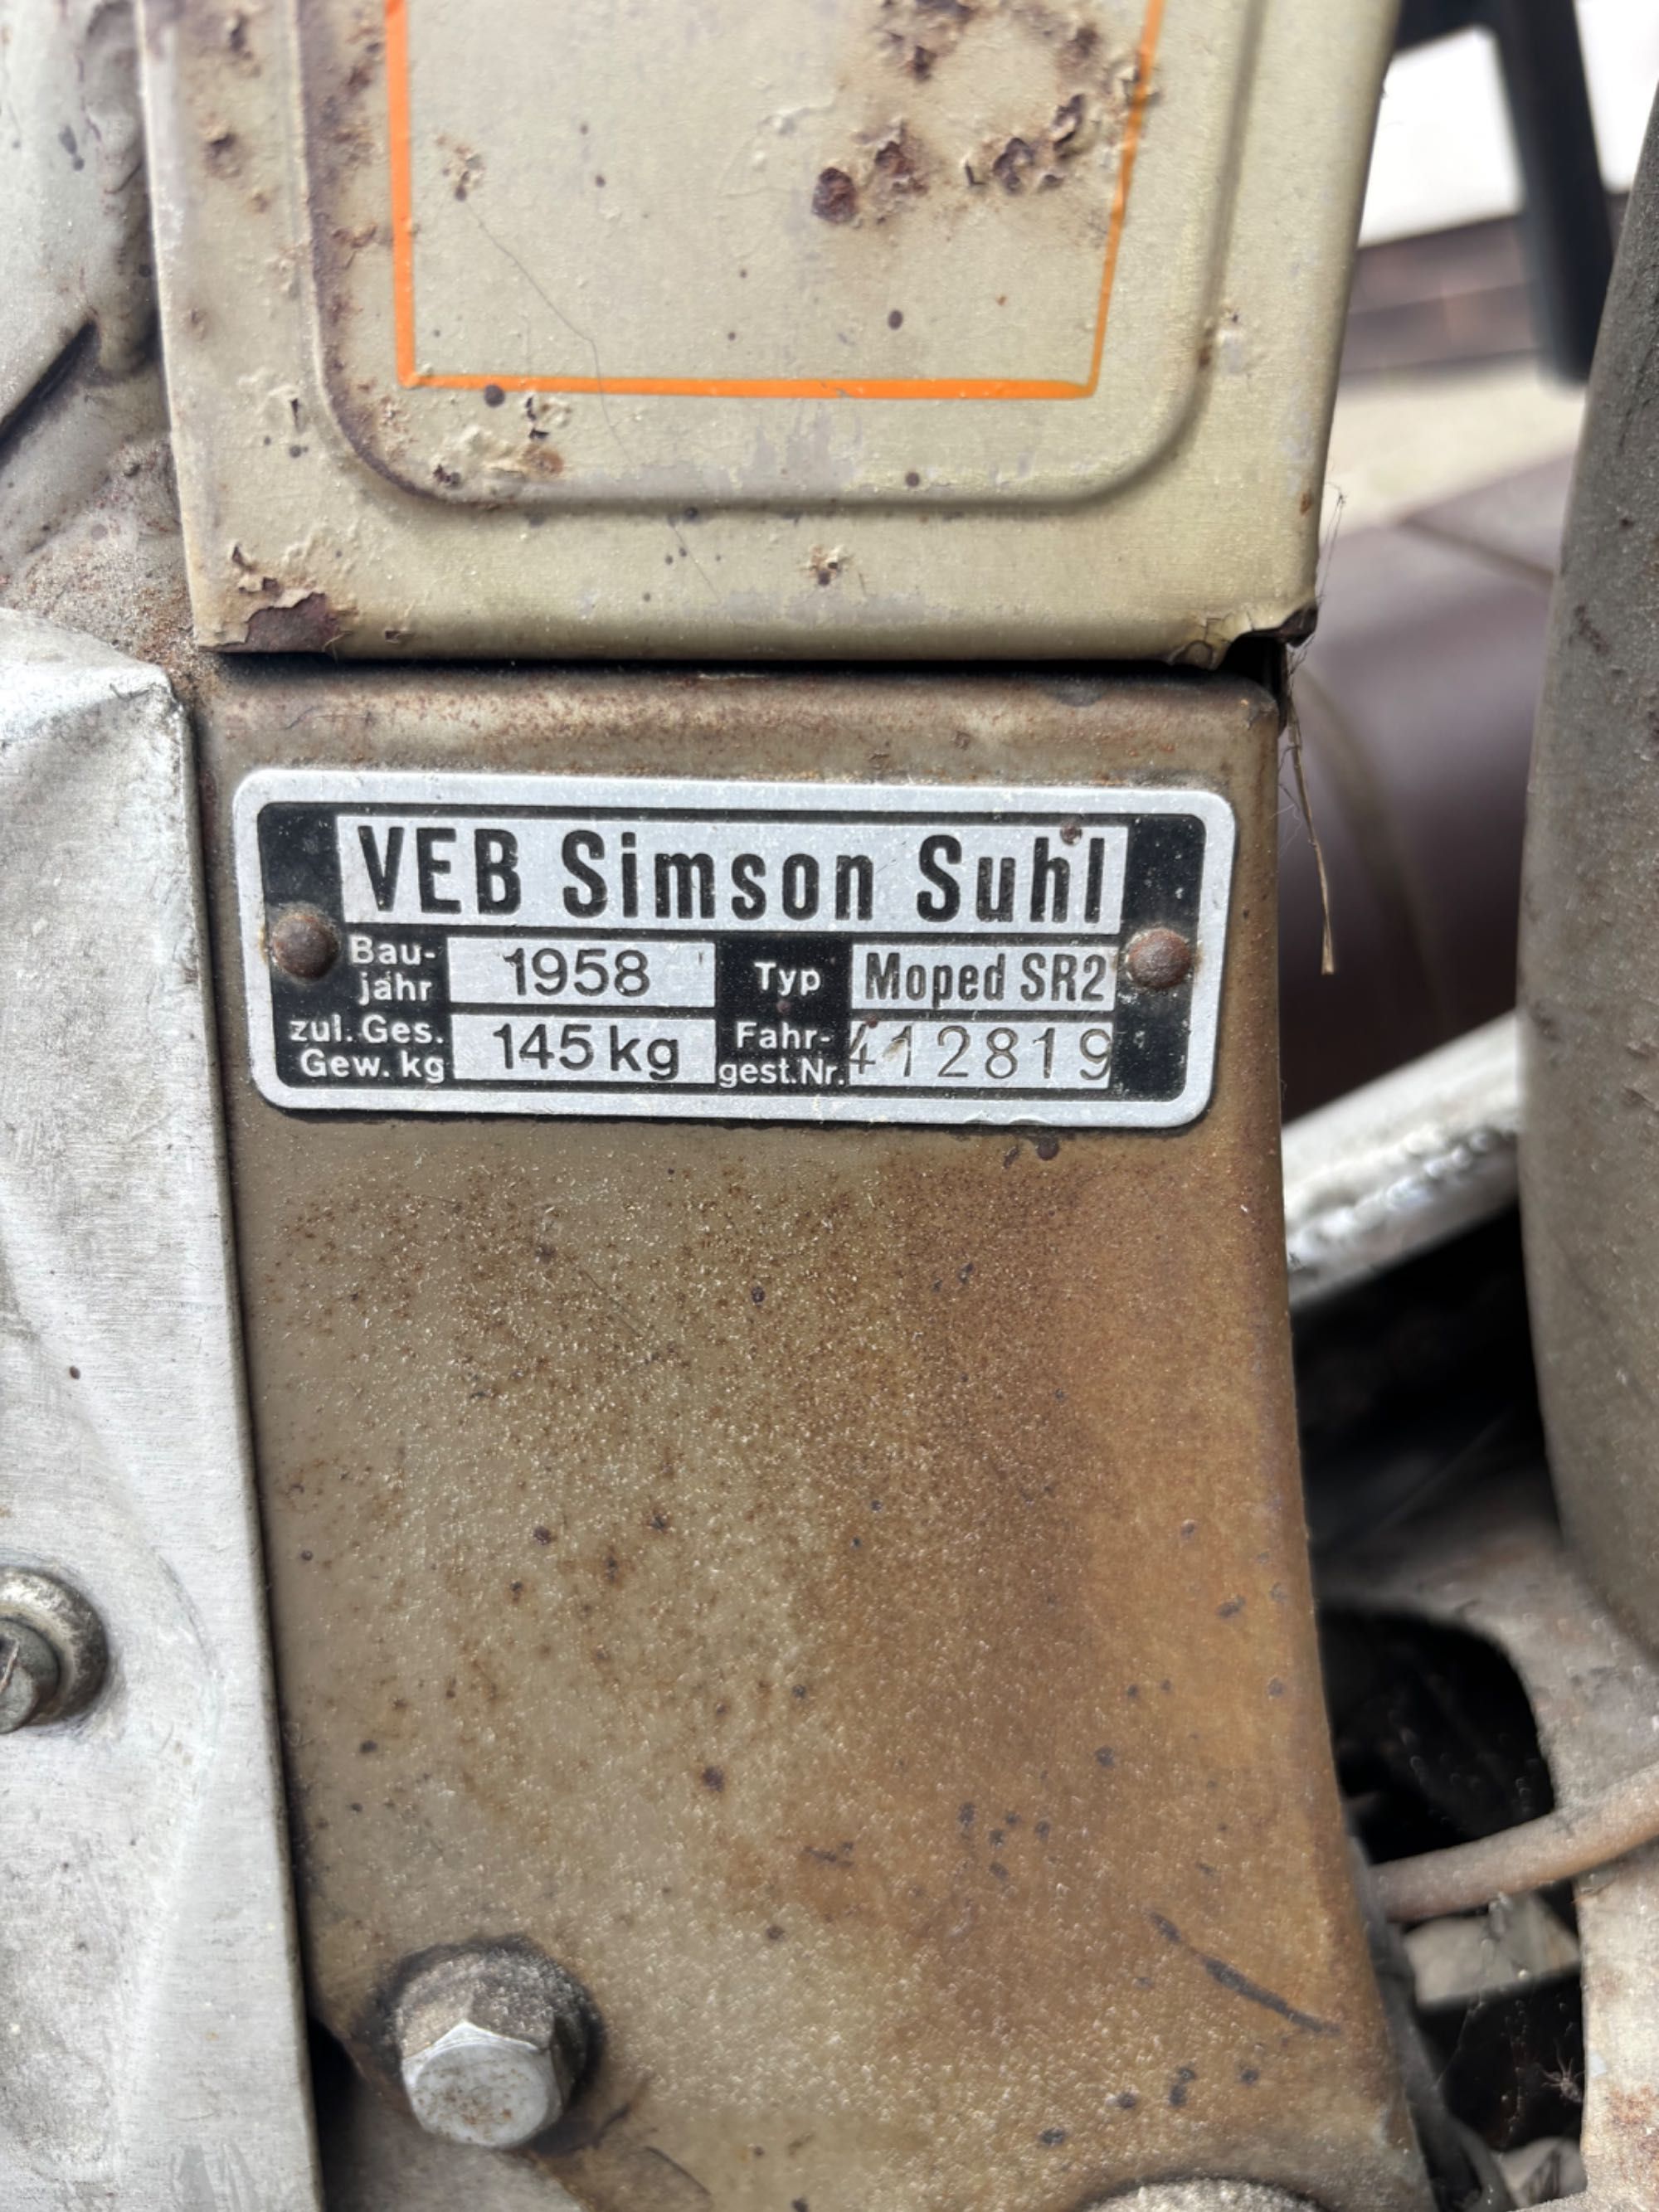 VEB Simson Suhl
Bau-
jahr 1958 Typ Moped SR2
zul. Ges.
Gew. kg 145 kg Fahr-
gest.Nr. 412819